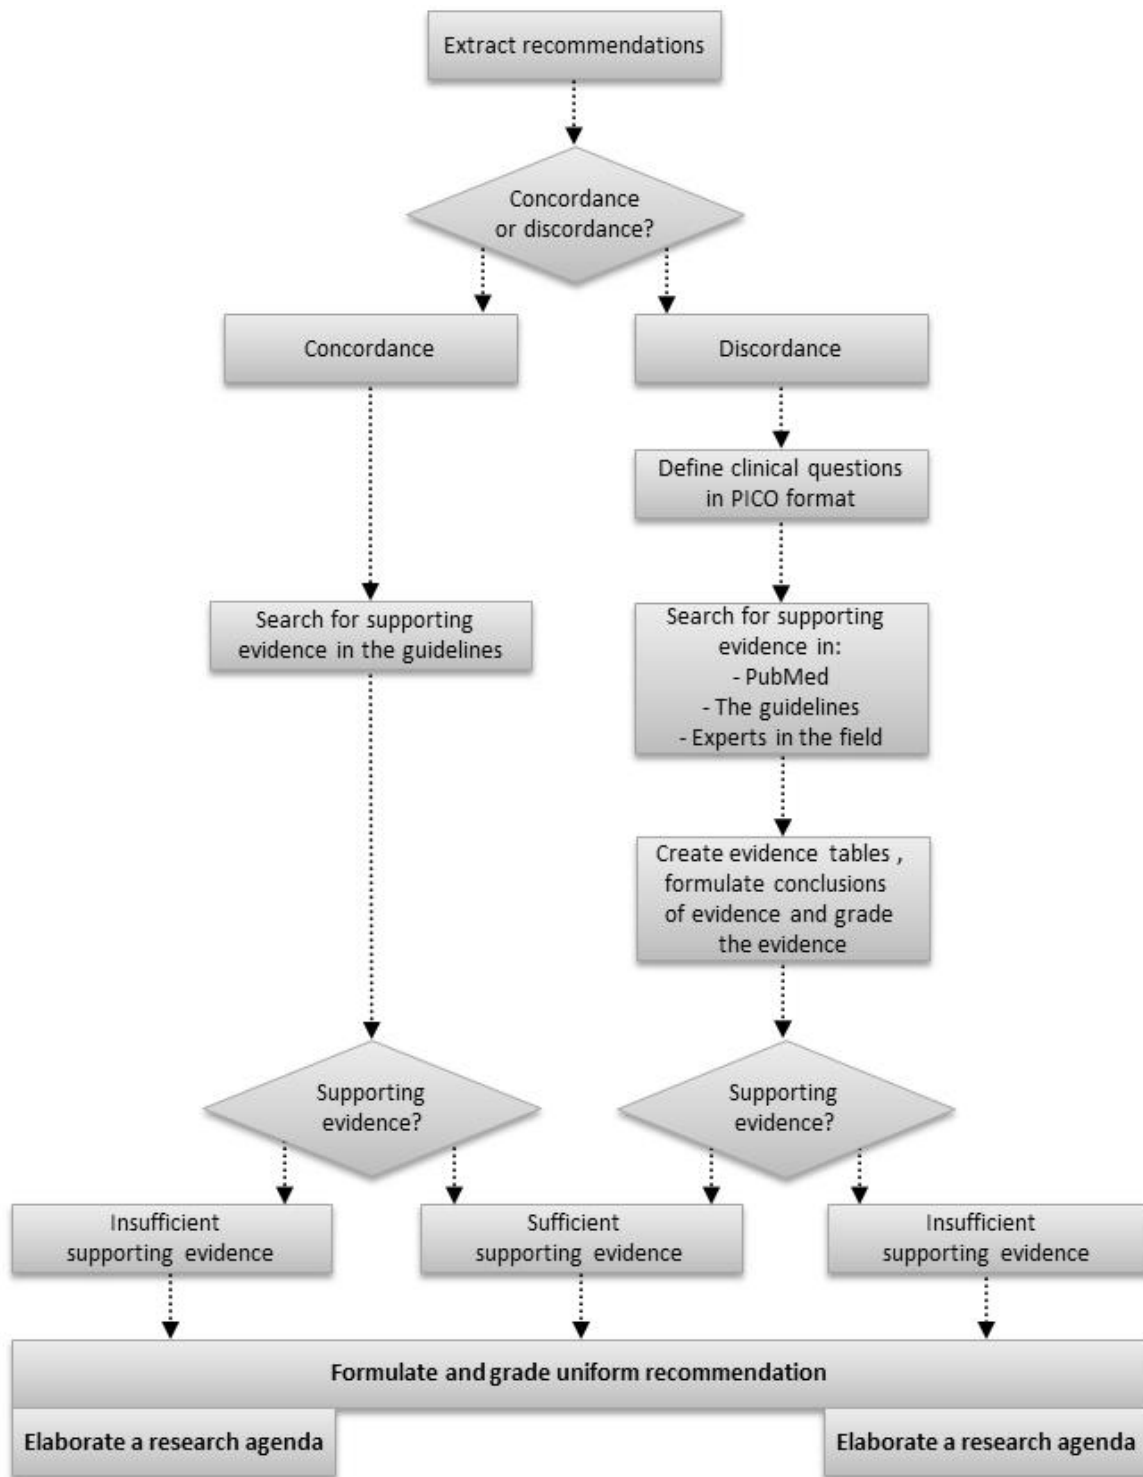 Extract recommendations
Concordance
or discordance?
Concordance
Discordance
Define clinical questions
in PICO format
Search for supporting
evidence in the guidelines
Search for supporting
evidence in:
- PubMed
- The guidelines
- Experts in the field
Create evidence tables ,
formulate conclusions
of evidence and grade
the evidence
Supporting
evidence?
Supporting
evidence?
Insufficient
supporting evidence
Sufficient
supporting evidence
Insufficient
supporting evidence
Formulate and grade uniform recommendation
Elaborate a research agenda
Elaborate a research agenda